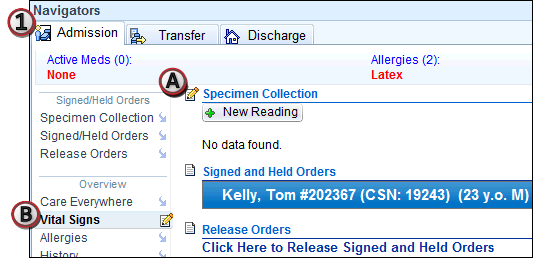 Navigators
1 Admission Transfer Discharge
Active Meds (0): Allergies (2):
None Latex
A
Signed/Held Orders
Specimen Collection
Signed/Held Orders
Release Orders
Overview
Care Everywhere
B Vital Signs
Allergies
History
Specimen Collection
New Reading
No data found.
Signed and Held Orders
Kelly, Tom #202367 (CSN: 19243) (23 y.o. M)
Release Orders
Click Here to Release Signed and Held Orders